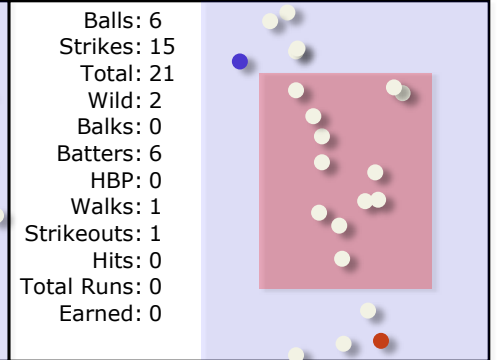 Balls: 6
Strikes: 15
Total: 21
Wild: 2
Balks: 0
Batters: 6
HBP: 0
Walks: 1
Strikeouts: 1
Hits: 0
Total Runs: 0
Earned: 0